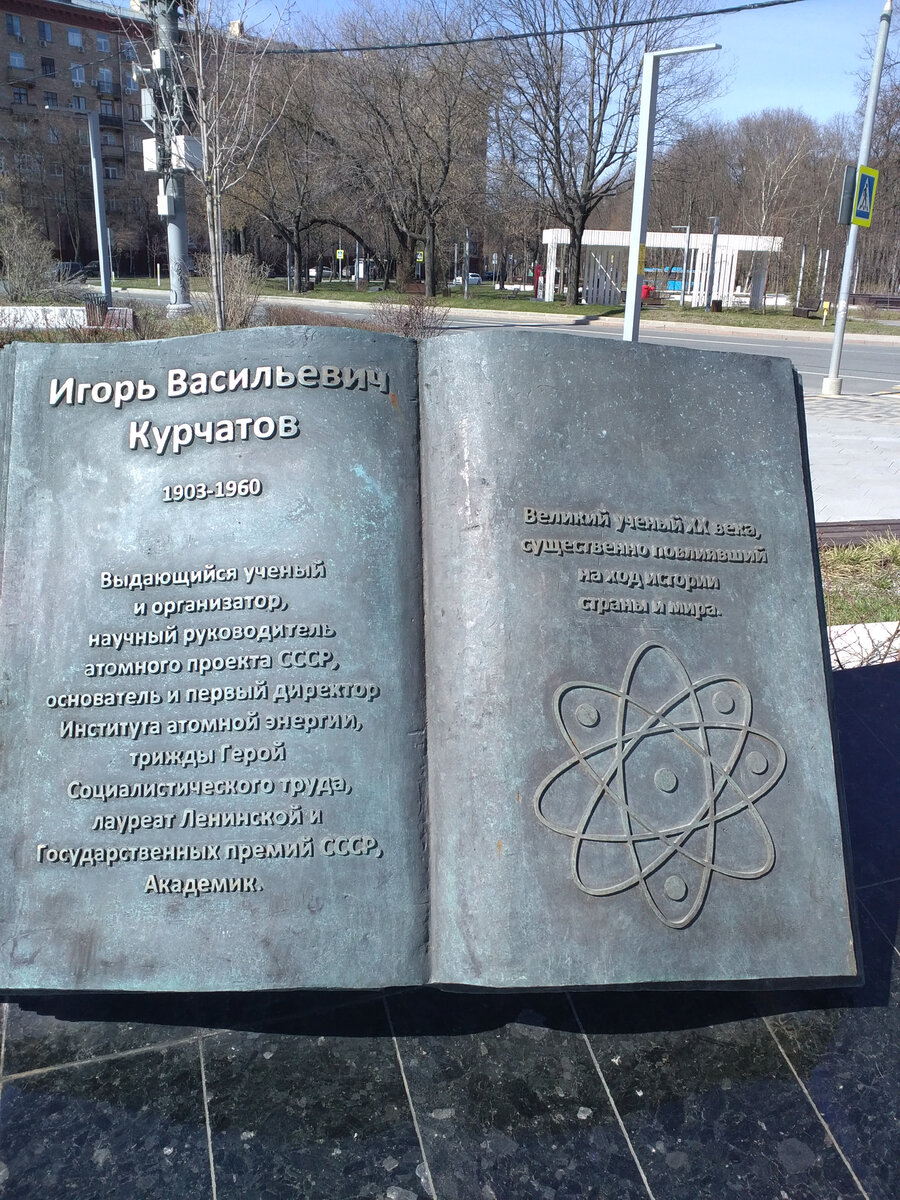 Игорь Васильевич
Курчатов
1903-1960
Выдающийся ученый
и организатор,
научный руководитель
атомного проекта СССР,
основатель и первый директор
Института атомной энергии,
трижды Герой
Социалистического труда,
лауреат Ленинской и
Государственных премий СССР,
Академик.
Великий ученый XX века,
существенно повлиявший
на ход истории
страны и мира.